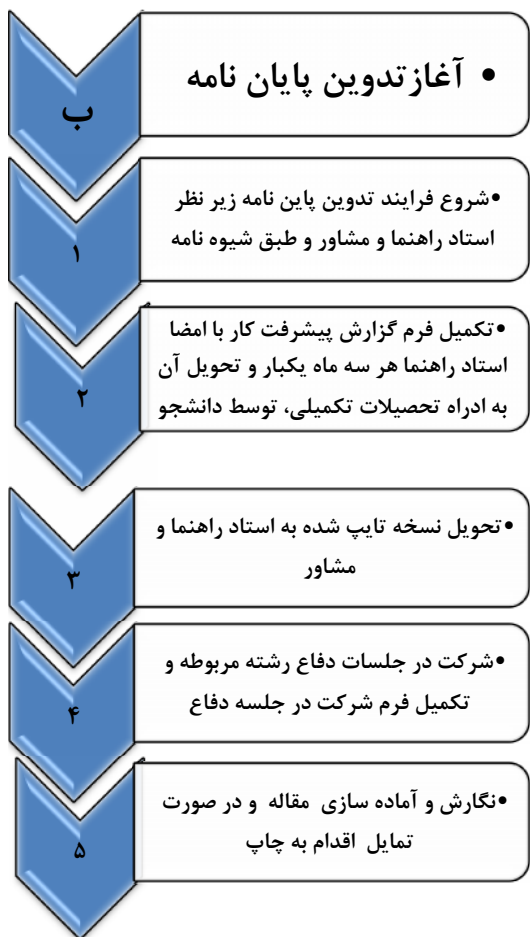 • آغازتدوین پایان نامه
ب
•شروع فرایند تدوین پاین نامه زیر نظر
استاد راهنما و مشاور و طبق شیوه نامه
۱
•تکمیل فرم گزارش پیشرفت کار با امضا
استاد راهنما هر سه ماه یکبار و تحویل آن
به ادراه تحصیلات تکمیلی، توسط دانشجو
۲
•تحویل نسخه تایپ شده به استاد راهنما و
مشاور
۳
•شرکت در جلسات دفاع رشته مربوطه و
تکمیل فرم شرکت در جلسه دفاع
۴
•نگارش و آماده سازی مقاله و در صورت
تمایل اقدام به چاپ
۵